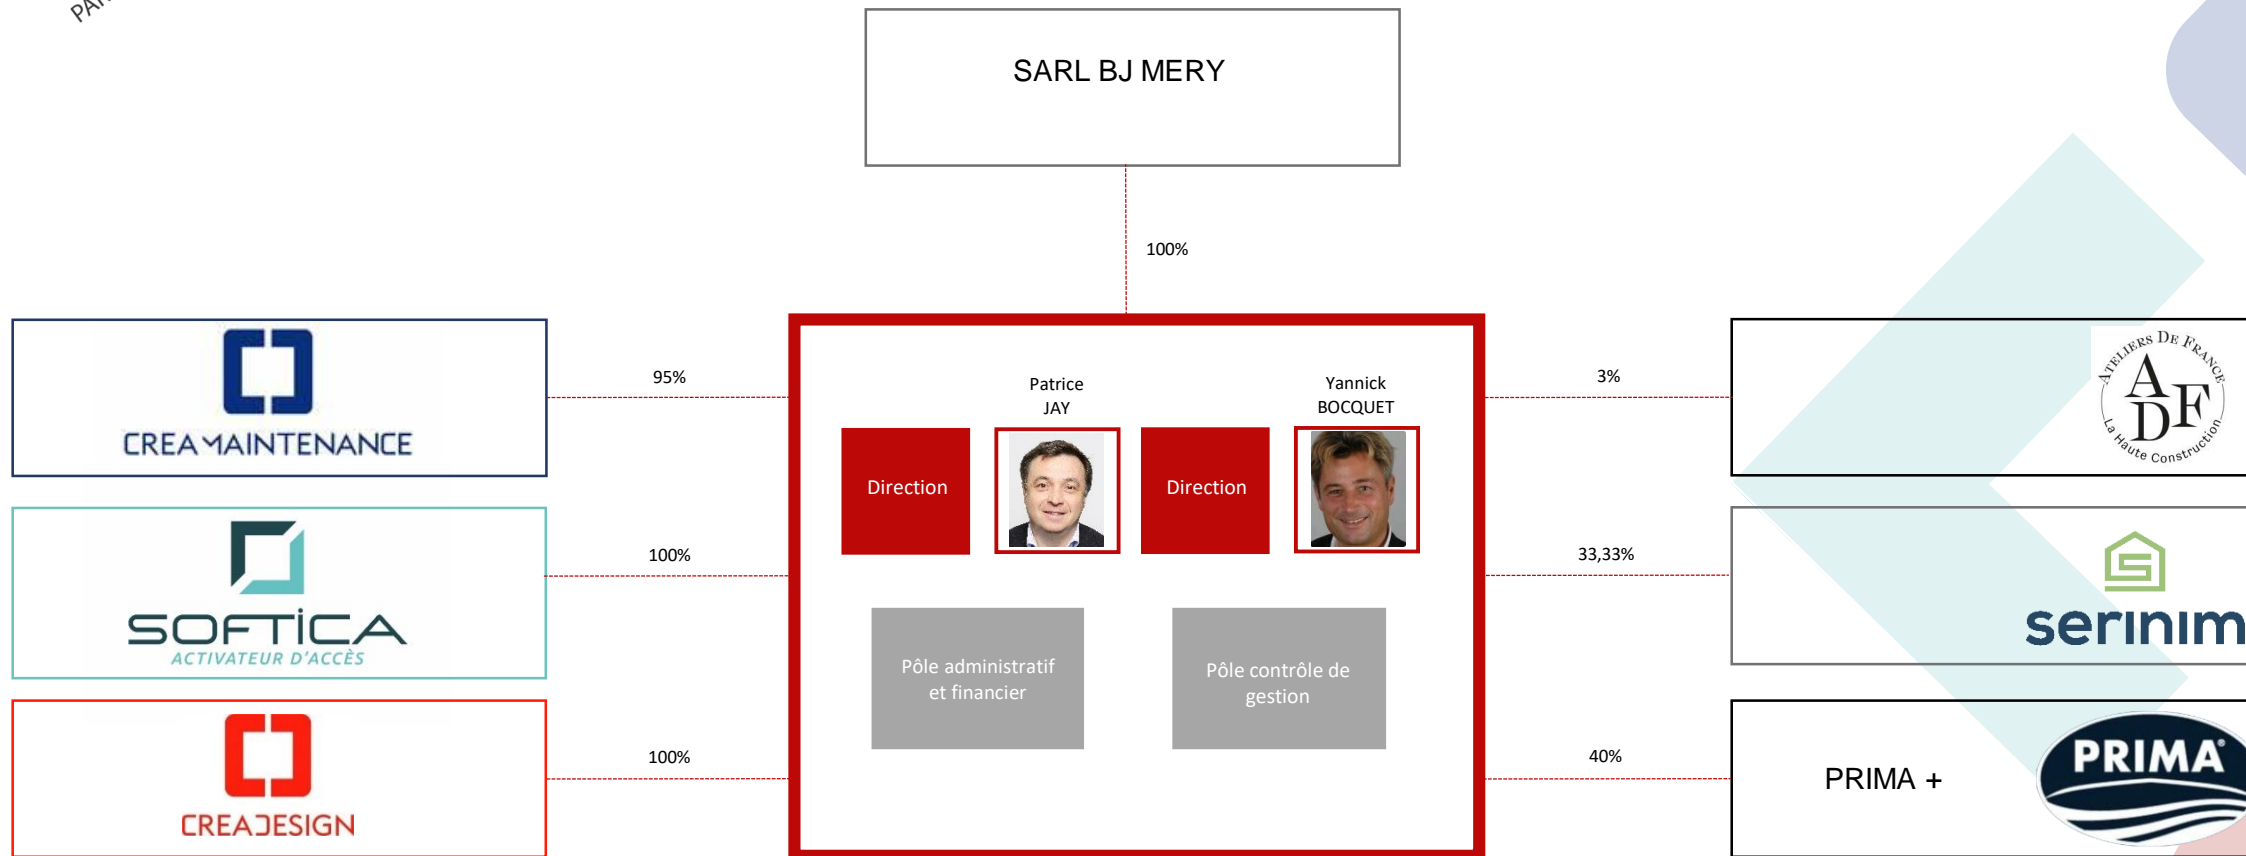 SARL BJ MERY
100%
CREAMAINTENANCE
95%
Patrice
JAY
Yannick
BOCQUET
3%
ATELIERS DE FRANCE
ADF
La Haute Construction
Direction
Direction
SOFTICA
ACTIVATEUR D'ACCÈS
100%
33,33%
serinim
Pôle administratif
et financier
Pôle contrôle de
gestion
CREADESIGN
100%
40%
PRIMA +
PRIMA